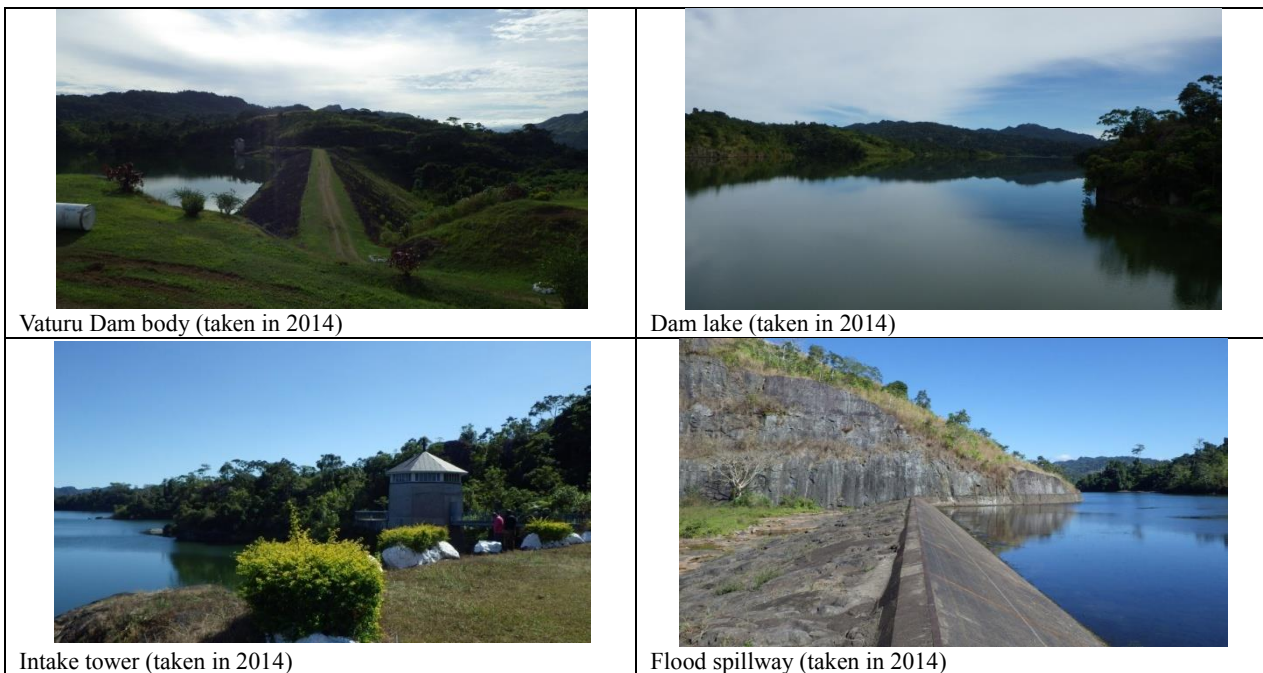 Vaturu Dam body (taken in 2014)
Dam lake (taken in 2014)
Intake tower (taken in 2014)
Flood spillway (taken in 2014)